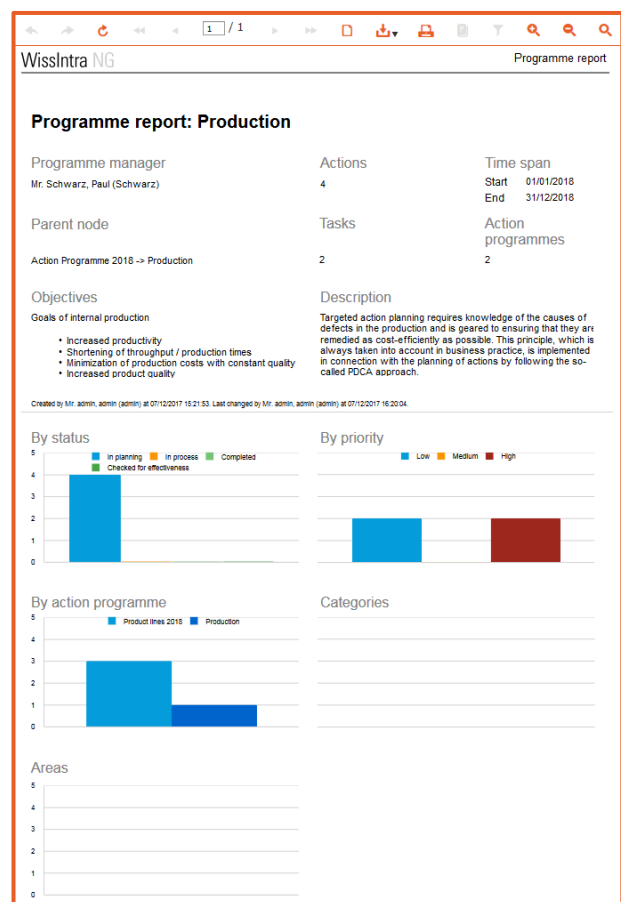 1 / 1
WissIntra NG
Programme report
Programme report: Production
Programme manager
Actions
Time span
Mr. Schwarz, Paul (Schwarz)
4
Start 01/01/2018
End 31/12/2018
Parent node
Tasks
Action
programmes
Action Programme 2018 -> Production
2
2
Objectives
Goals of internal production
• Increased productivity
• Shortening of throughput / production times
• Minimization of production costs with constant quality
• Increased product quality
Description
Targeted action planning requires knowledge of the causes of
defects in the production and is geared to ensuring that they are
remedied as cost-efficiently as possible. This principle, which is
always taken into account in business practice, is implemented
in connection with the planning of actions by following the so-
called PDCA approach.
Created by Mr. admin, admin (admin) at 07/12/2017 15:21:53. Last changed by Mr. admin, admin (admin) at 07/12/2017 16:20:04.
By status
In planning In process Completed
Checked for effectiveness
5
4
3
2
1
0
By priority
Low Medium High
By action programme
Product lines 2018 Production
5
4
3
2
1
0
Categories
Areas
5
4
3
2
1
0